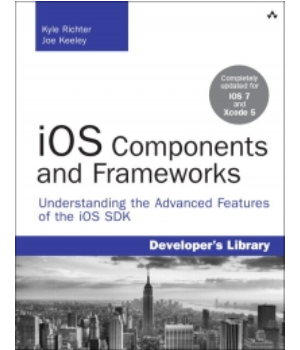 Kyle Richter
Joe Keeley
Completely
updated for
iOS 7
and
Xcode 5
iOS Components
and Frameworks
Understanding the Advanced Features
of the iOS SDK
Developer's Library